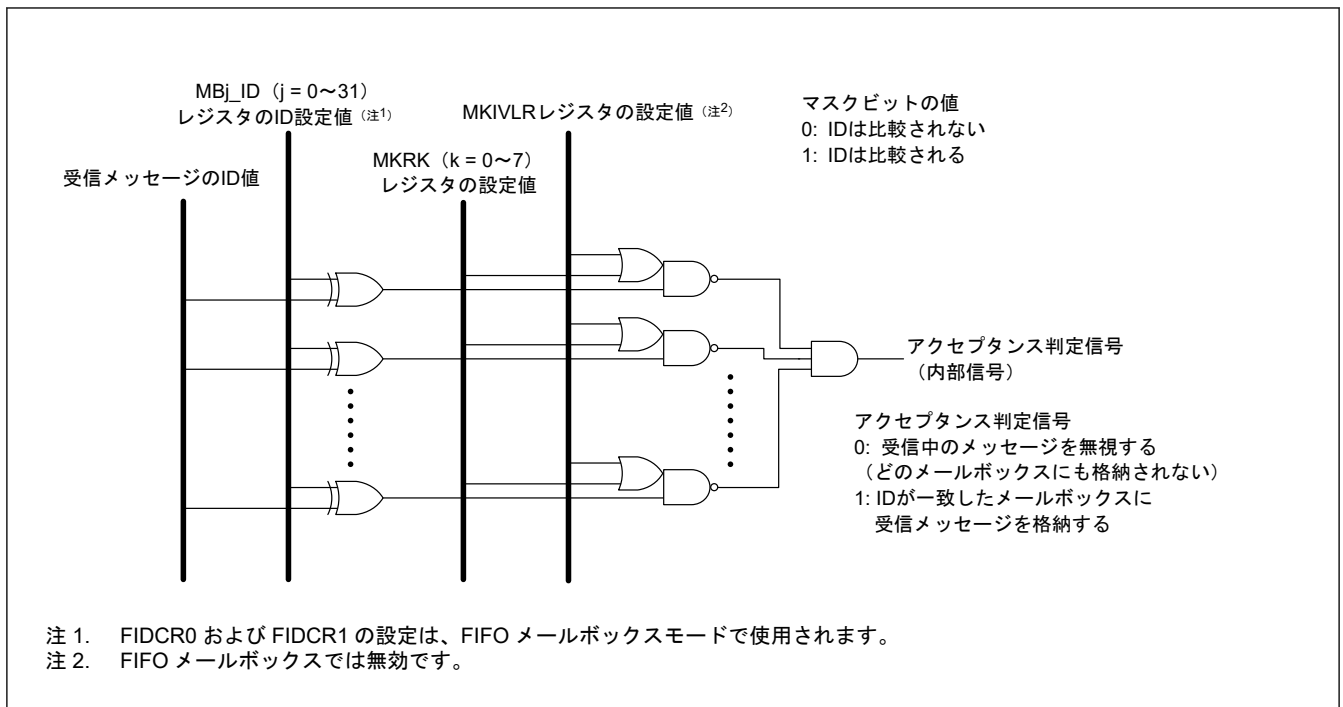 MBj_ID（j = 0～31）
レジスタのID設定値（注1）
MKIVLRレジスタの設定値（注2）
マスクビットの値
0: IDは比較されない
1: IDは比較される
受信メッセージのID値
MKRK（k = 0～7）
レジスタの設定値
アクセプタンス判定信号
（内部信号）
アクセプタンス判定信号
0: 受信中のメッセージを無視する
（どのメールボックスにも格納されない）
1: IDが一致したメールボックスに
受信メッセージを格納する
注 1. FIDCR0 および FIDCR1 の設定は、FIFO メールボックスモードで使用されます。
注 2. FIFO メールボックスでは無効です。